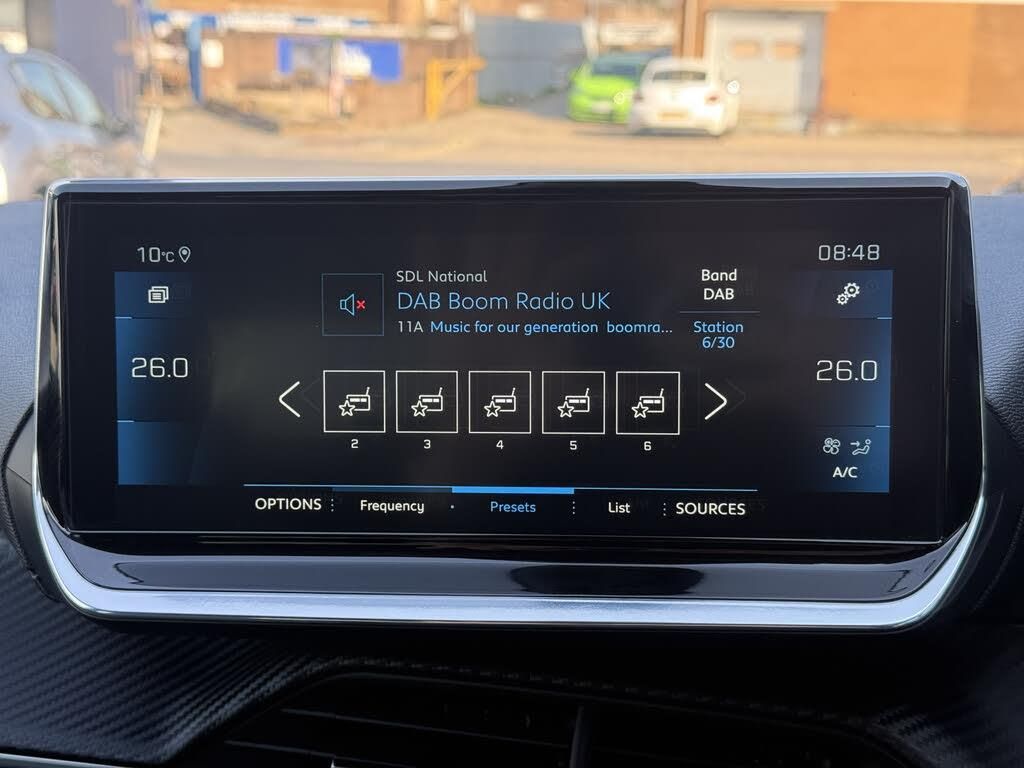 10°C
08:48
SDL National
DAB Boom Radio UK
11A Music for our generation boomra...
Band
DAB
Station
6/30
26.0
26.0
2
3
4
5
6
A/C
OPTIONS
Frequency
Presets
List
SOURCES